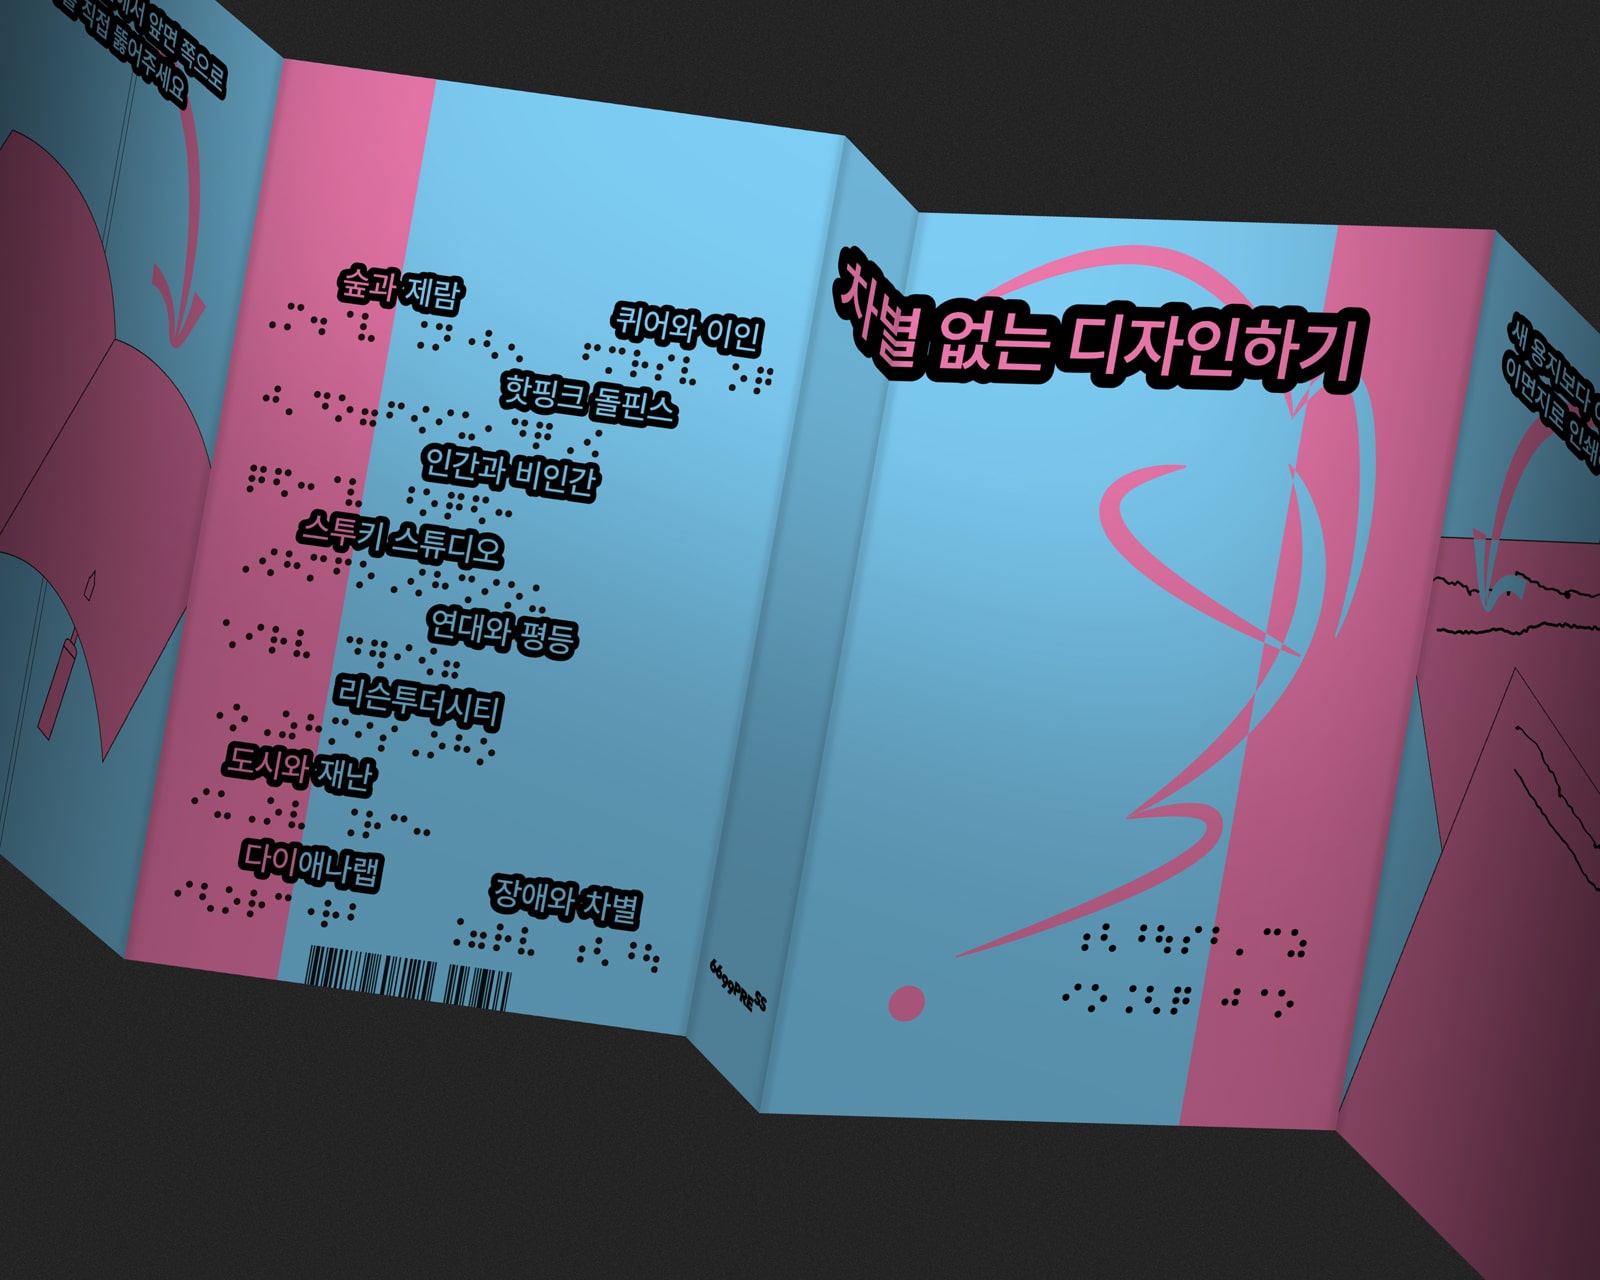 에서 앞면 쪽으로
직접 뚫어주세요
숲과 제람
퀴어와 이인
핫핑크 돌핀스
인간과 비인간
스투키 스튜디오
연대와 평등
리슨투더시티
도시와 재난
다이애나랩
장애와 차별
6699PRESS
차별 없는 디자인하기
새 용지보다
이면지로 인쇄